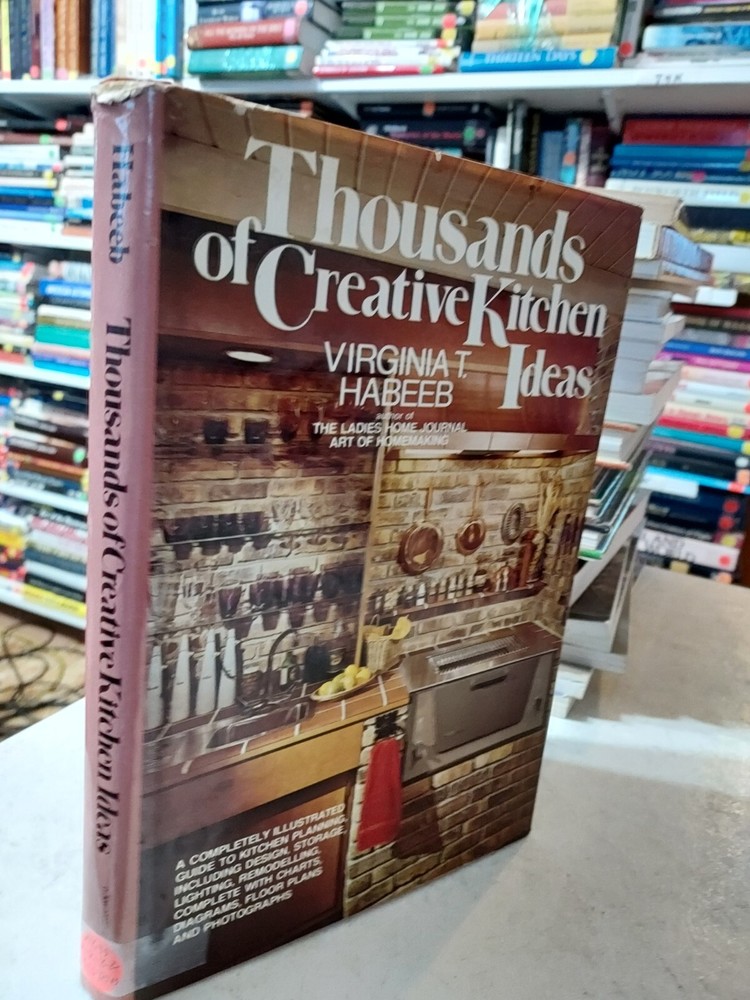 Thousands
of Creative Kitchen
Ideas
VIRGINIA T.
HABEEB
author of
THE LADIES HOME JOURNAL
ART OF HOMEMAKING
A COMPLETELY ILLUSTRATED
GUIDE TO KITCHEN PLANNING,
INCLUDING DESIGN, STORAGE,
LIGHTING, REMODELLING,
COMPLETE WITH CHARTS,
DIAGRAMS, FLOOR PLANS
AND PHOTOGRAPHS
Habeeb
Thousands of Creative Kitchen Ideas
THIRTEEN DAYS